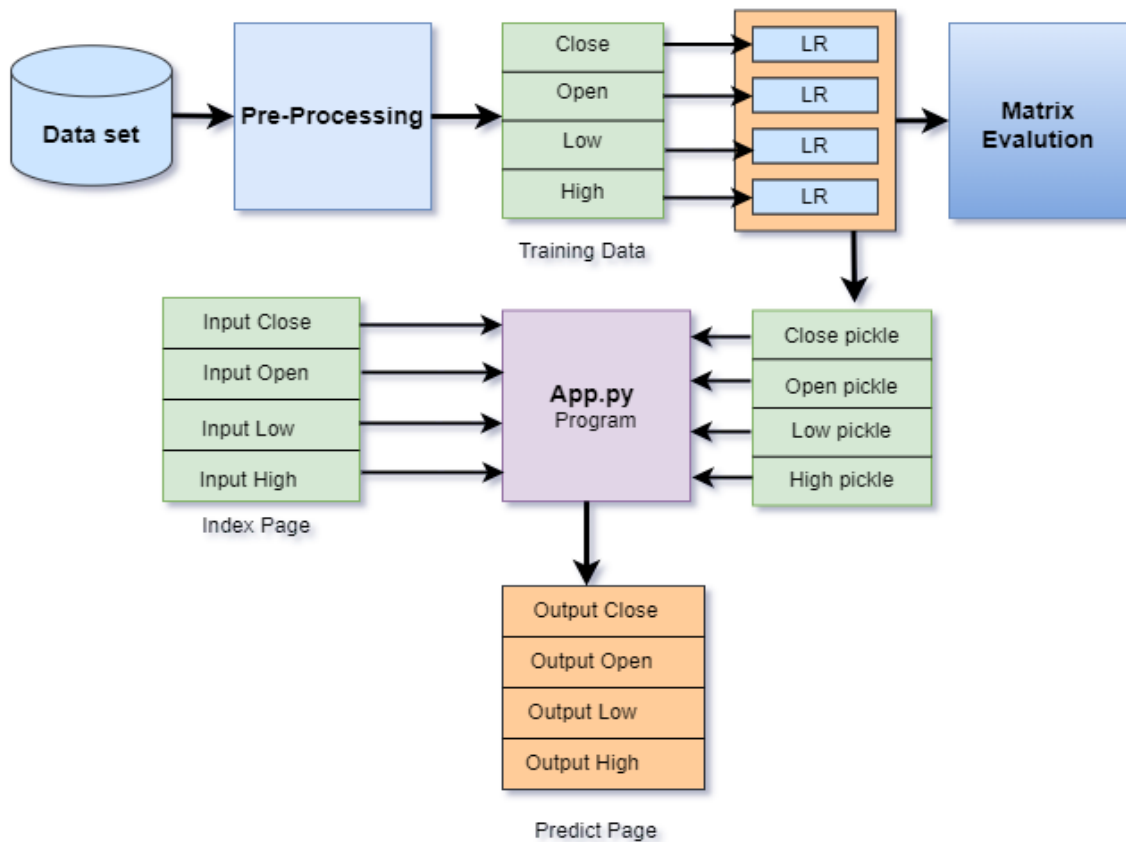 Data set
Pre-Processing
Close
Open
Low
High
Training Data
LR
LR
LR
LR
Matrix
Evalution
Input Close
Input Open
Input Low
Input High
Index Page
App.py
Program
Close pickle
Open pickle
Low pickle
High pickle
Output Close
Output Open
Output Low
Output High
Predict Page